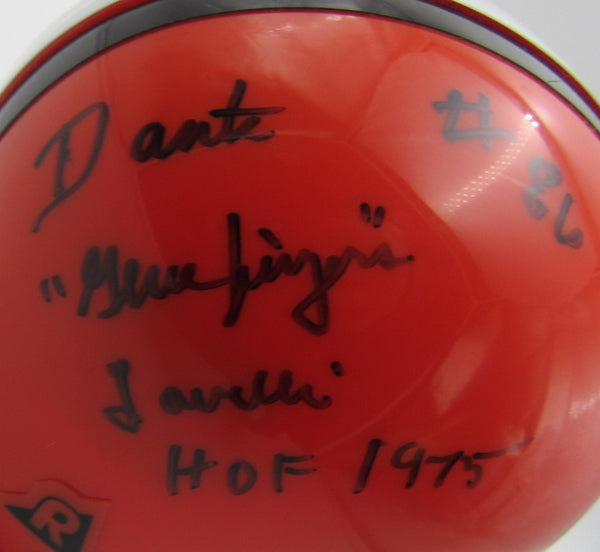 Dante #86
"Glue fingers"
Lavelli
HOF 1975
R